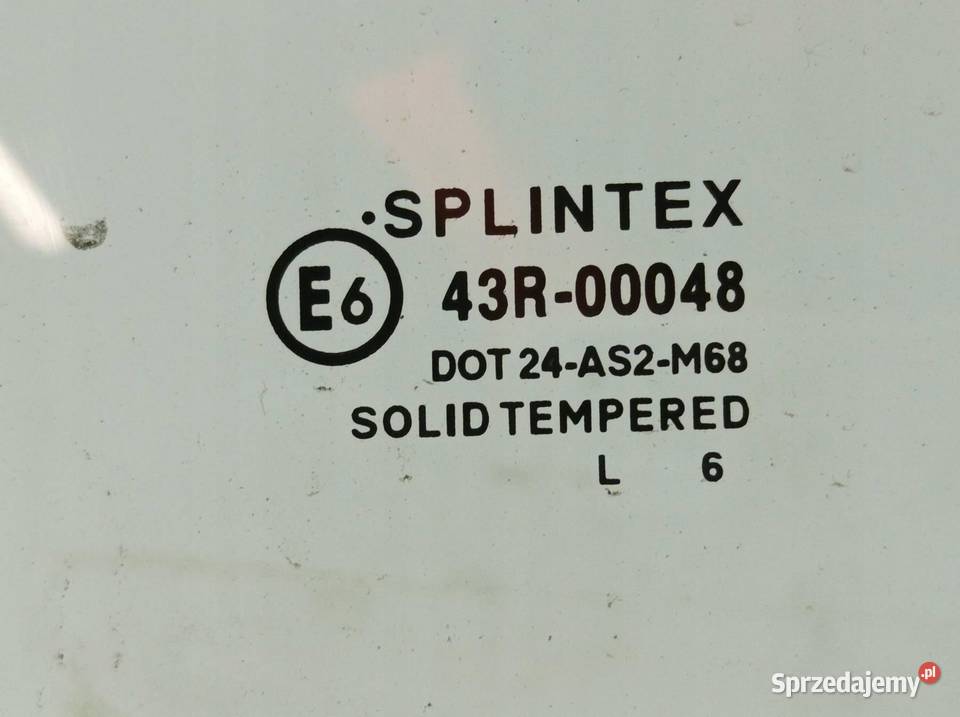 ·SPLINTEX
E6 43R-00048
DOT 24-AS2-M68
SOLID TEMPERED
L 6
Sprzedajemy.pl